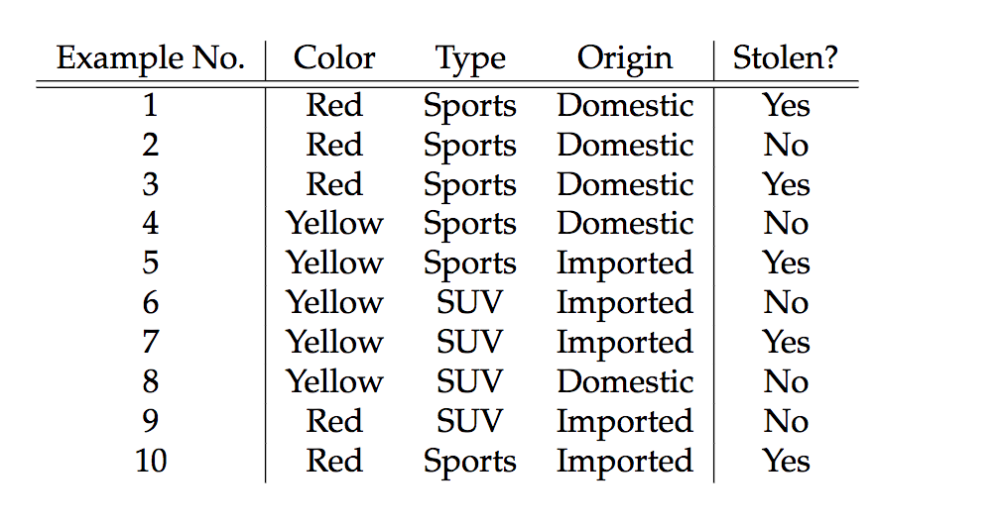 Example No. Color Type Origin Stolen?
1 Red Sports Domestic Yes
2 Red Sports Domestic No
3 Red Sports Domestic Yes
4 Yellow Sports Domestic No
5 Yellow Sports Imported Yes
6 Yellow SUV Imported No
7 Yellow SUV Imported Yes
8 Yellow SUV Domestic No
9 Red SUV Imported No
10 Red Sports Imported Yes